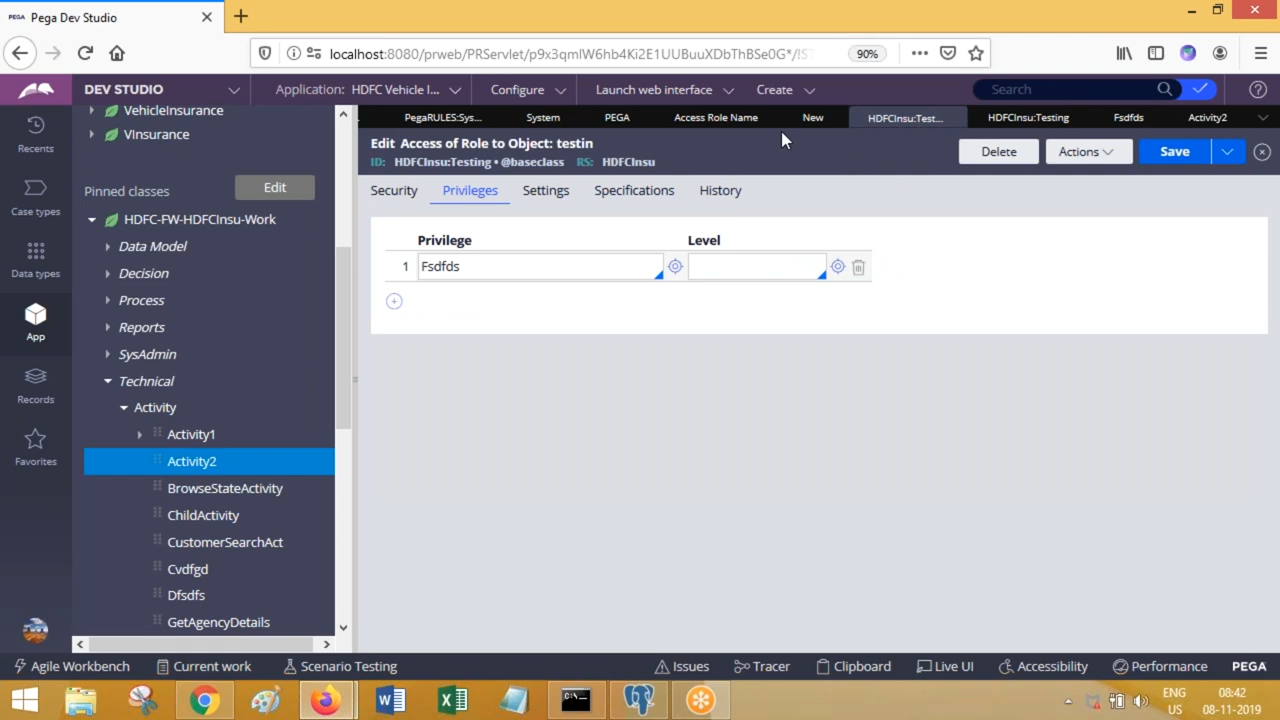 PEGA Pega Dev Studio
localhost:8080/prweb/PRServlet/p9x3qmlW6hb4Ki2E1UUBuuXDbThBSe0G*/!S
90%
DEV STUDIO
Application: HDFC Vehicle I...
Configure
Launch web interface
Create
Search
PegaRULES:Sys...
System
PEGA
Access Role Name
New
HDFCInsu:Test...
HDFCInsu:Testing
Fsdfds
Activity2
Recents
Case types
Data types
App
Records
Favorites
VehicleInsurance
VInsurance
Pinned classes
Edit
HDFC-FW-HDFCInsu-Work
Data Model
Decision
Process
Reports
SysAdmin
Technical
Activity
Activity1
Activity2
BrowseStateActivity
ChildActivity
CustomerSearchAct
Cvdfgd
Dfsdfs
GetAgencyDetails
Edit Access of Role to Object: testin
ID: HDFCInsu:Testing • @baseclass RS: HDFCInsu
Delete
Actions
Save
Security
Privileges
Settings
Specifications
History
Privilege
Level
1
Fsdfds
Agile Workbench
Current work
Scenario Testing
Issues
Tracer
Clipboard
Live UI
Accessibility
Performance
PEGA
ENG
US
08:42
08-11-2019